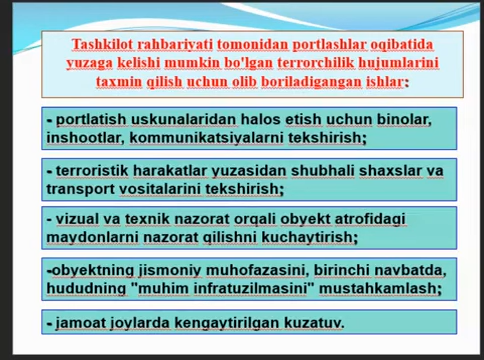 Tashkilot rahbariyati tomonidan portlashlar oqibatida
yuzaga kelishi mumkin bo'lgan terrorchilik hujumlarini
taxmin qilish uchun olib boriladigangan ishlar;
- portlatish uskunalaridan halos etish uchun binolar,
inshootlar, kommunikatsiyalarni tekshirish;
- terroristik harakatlar yuzasidan shubhali shaxslar va
transport vositalarini tekshirish;
- vizual va texnik nazorat orqali obyekt atrofidagi
maydonlarni nazorat qilishni kuchaytirish;
-obyektning jismoniy muhofazasini, birinchi navbatda,
hududning "muhim infratuzilmasini" mustahkamlash;
- jamoat joylarda kengaytirilgan kuzatuv.